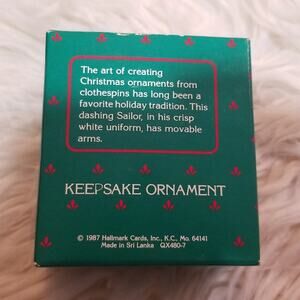 The art of creating
Christmas ornaments from
clothespins has long been a
favorite holiday tradition. This
dashing Sailor, in his crisp
white uniform, has movable
arms.
KEEPSAKE ORNAMENT
© 1987 Hallmark Cards, Inc., K.C., Mo. 64141
Made in Sri Lanka QX480-7